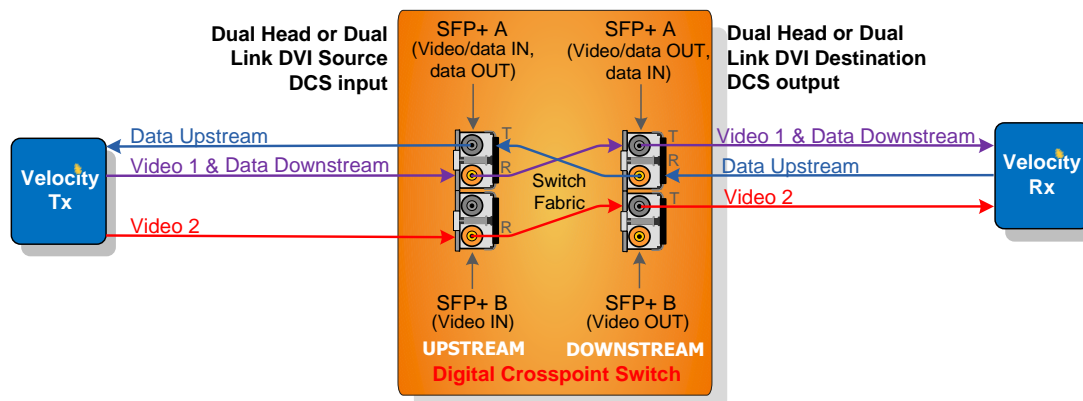 Dual Head or Dual
Link DVI Source
DCS input
SFP+ A
(Video/data IN,
data OUT)
SFP+ A
(Video/data OUT,
data IN)
Dual Head or Dual
Link DVI Destination
DCS output
Velocity
Tx
Data Upstream
Video 1 & Data Downstream
Video 2
T
R
R
Switch
Fabric
T
R
T
Video 1 & Data Downstream
Data Upstream
Video 2
Velocity
Rx
SFP+ B
(Video IN)
SFP+ B
(Video OUT)
UPSTREAM
DOWNSTREAM
Digital Crosspoint Switch